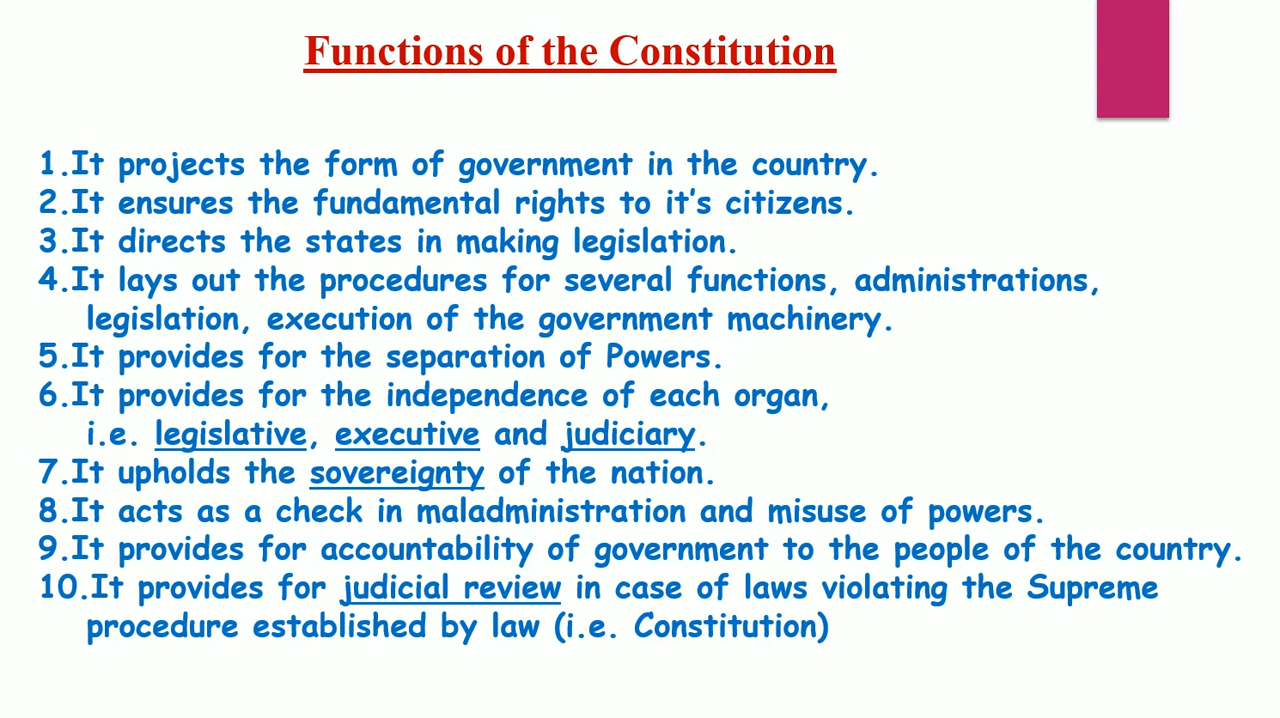 Functions of the Constitution
1.It projects the form of government in the country.
2.It ensures the fundamental rights to it's citizens.
3.It directs the states in making legislation.
4.It lays out the procedures for several functions, administrations,
legislation, execution of the government machinery.
5.It provides for the separation of Powers.
6.It provides for the independence of each organ,
i.e. legislative, executive and judiciary.
7.It upholds the sovereignty of the nation.
8.It acts as a check in maladministration and misuse of powers.
9.It provides for accountability of government to the people of the country.
10.It provides for judicial review in case of laws violating the Supreme
procedure established by law (i.e. Constitution)